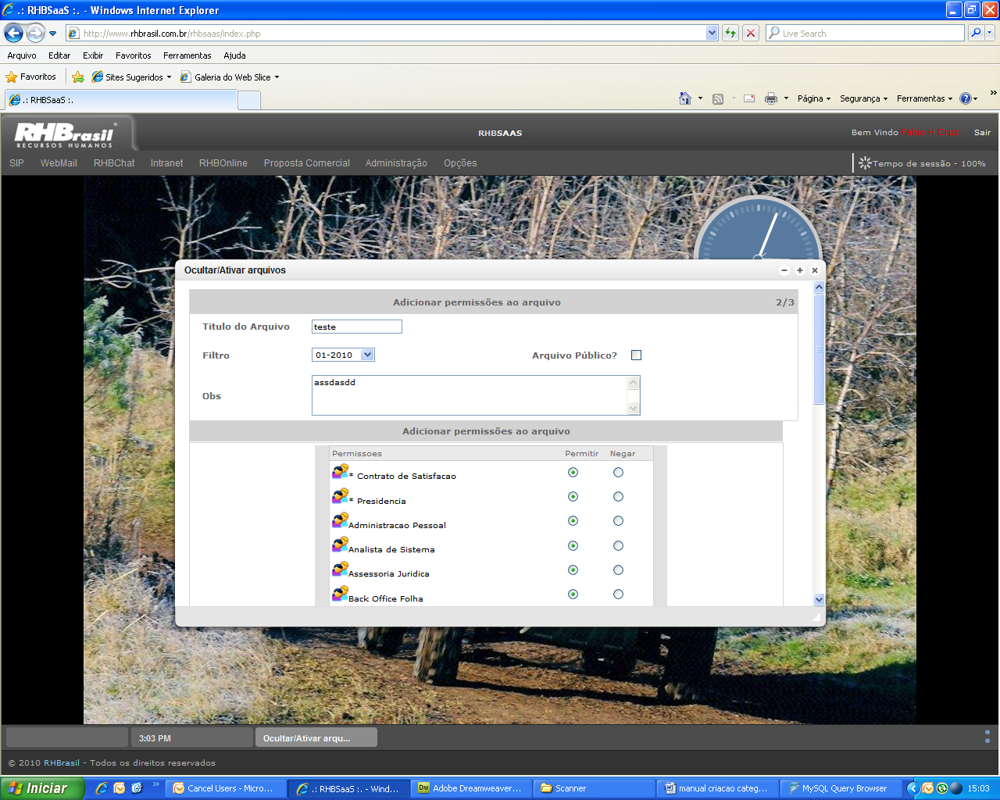 .: RHBSaaS :. - Windows Internet Explorer
http://www.rhbrasil.com.br/rhbsaas/index.php
Live Search
Arquivo Editar Exibir Favoritos Ferramentas Ajuda
Favoritos Sites Sugeridos Galeria do Web Slice
.: RHBSaaS :.
Página Segurança Ferramentas »
RHBrasil
RECURSOS HUMANOS
RHBSAAS
Bem Vindo Fabio H Cruz Sair
SIP WebMail RHBChat Intranet RHBOnline Proposta Comercial Administração Opções
Tempo de sessão - 100%
Ocultar/Ativar arquivos
Adicionar permissões ao arquivo 2/3
Titulo do Arquivo teste
Filtro 01-2010 Arquivo Público?
Obs assdasdd
Adicionar permissões ao arquivo
Permissoes Permitir Negar
* Contrato de Satisfacao
* Presidencia
Administracao Pessoal
Analista de Sistema
Assessoria Juridica
Back Office Folha
3:03 PM Ocultar/Ativar arqu...
© 2010 RHBrasil - Todos os direitos reservados
Iniciar » Cancel Users - Micro... .: RHBSaaS :. - Wind... Dw Adobe Dreamweaver... Scanner manual criacao categ... MySQL Query Browser 15:03